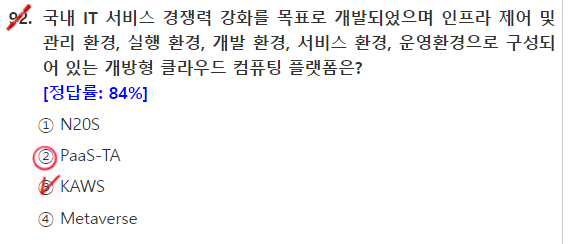 92. 국내 IT 서비스 경쟁력 강화를 목표로 개발되었으며 인프라 제어 및
관리 환경, 실행 환경, 개발 환경, 서비스 환경, 운영환경으로 구성되
어 있는 개방형 클라우드 컴퓨팅 플랫폼은?
[정답률: 84%]
① N20S
② PaaS-TA
③ KAWS
④ Metaverse